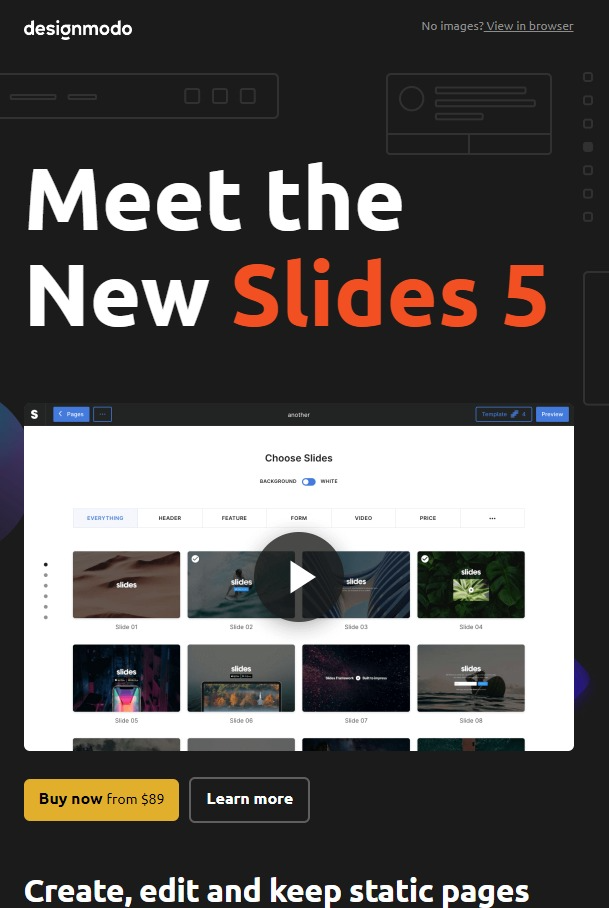 designmodo
No images? View in browser
Meet the
New Slides 5
S
Pages
...
another
Template
4
Preview
Choose Slides
BACKGROUND
WHITE
EVERYTHING
HEADER
FEATURE
FORM
VIDEO
PRICE
...
slides
slides
slides
slides
Slide 01
Slide 02
Slide 03
Slide 04
slides
slides
Slides Framework
Built to impress
slides
Slide 05
Slide 06
Slide 07
Slide 08
Buy now from $89
Learn more
Create, edit and keep static pages